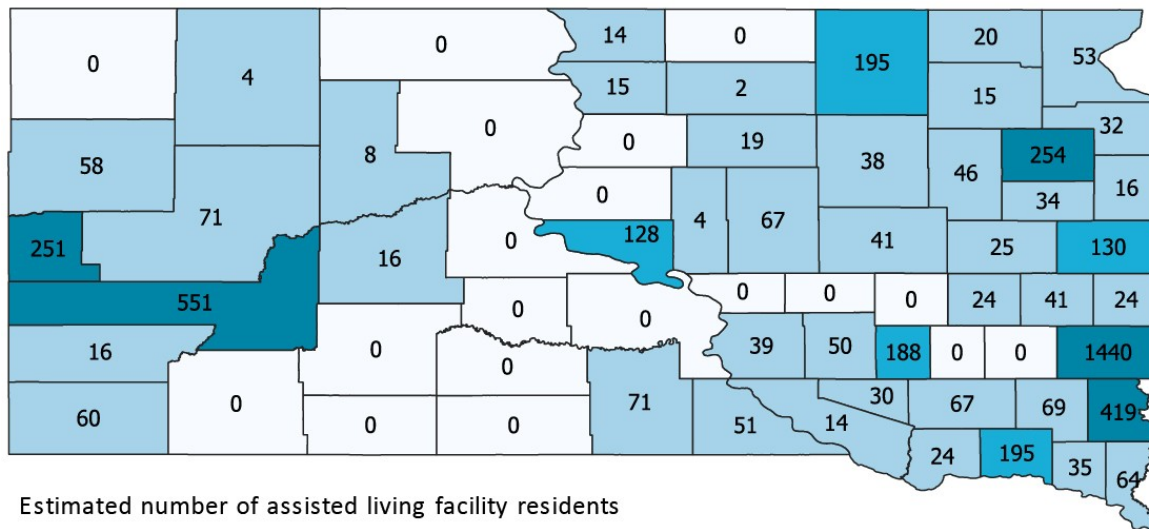 0 4 0 14 0 195 20 53
15 2 15
58 8 0 0 19 38 32
46 254 16
71 16 0 0 4 67 34
251 0 128 41 25 130
551 0 0 0 0 0 24 41 24
16 0 0 39 50 188 0 0 1440
60 0 0 0 71 51 14 30 67 69 419
24 195 35 64
Estimated number of assisted living facility residents